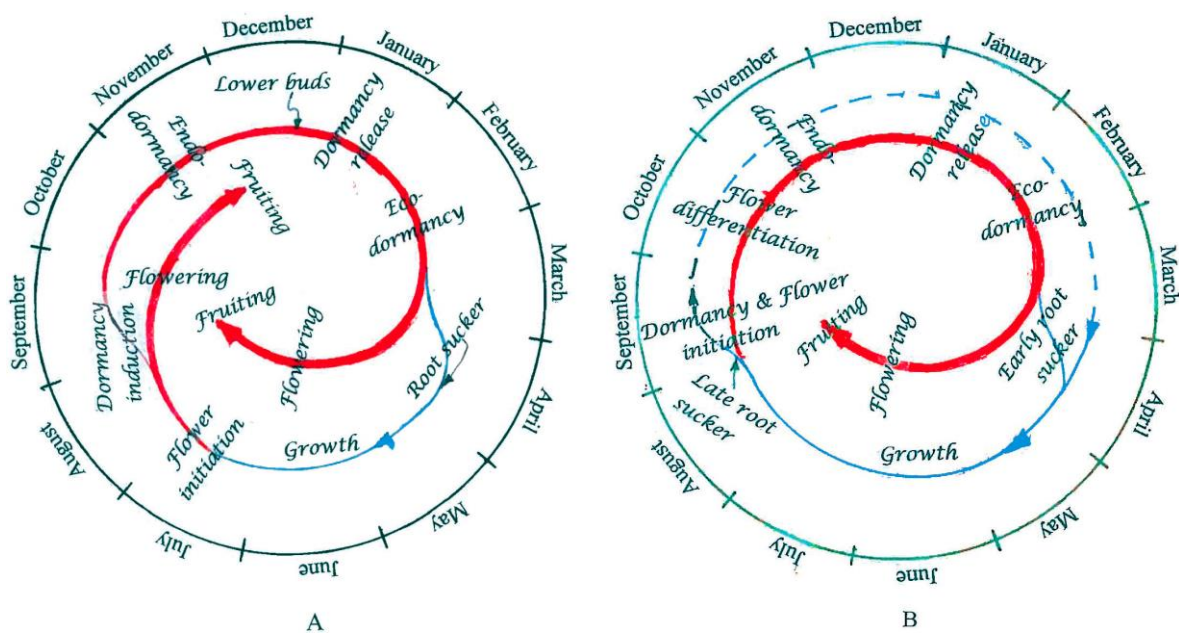 December
January
February
March
April
May
June
July
August
September
October
November
Lower buds
Dormancy
release
Endo-
dormancy
Fruiting
Eco-
dormancy
Flowering
Fruiting
Dormancy
induction
Flowering
Root sucker
Flower
initiation
Growth
A
December
January
February
March
April
May
June
July
August
September
October
November
Endo-
dormancy
Dormancy
release
Eco-
dormancy
Flower
differentiation
Dormancy & Flower
initiation
Fruiting
Flowering
Early root
sucker
Late root
sucker
Growth
B